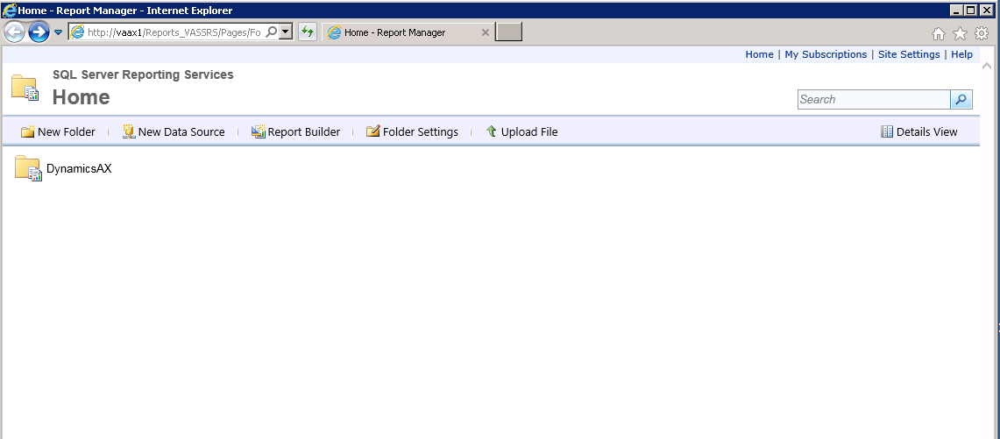 Home - Report Manager - Internet Explorer
http://vaax1/Reports_VASSRS/Pages/Fo
Home - Report Manager
Home | My Subscriptions | Site Settings | Help
SQL Server Reporting Services
Home
Search
New Folder | New Data Source | Report Builder | Folder Settings | Upload File
Details View
DynamicsAX